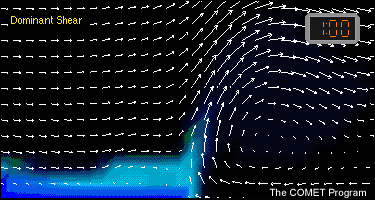 Dominant Shear
1:00
The COMET Program